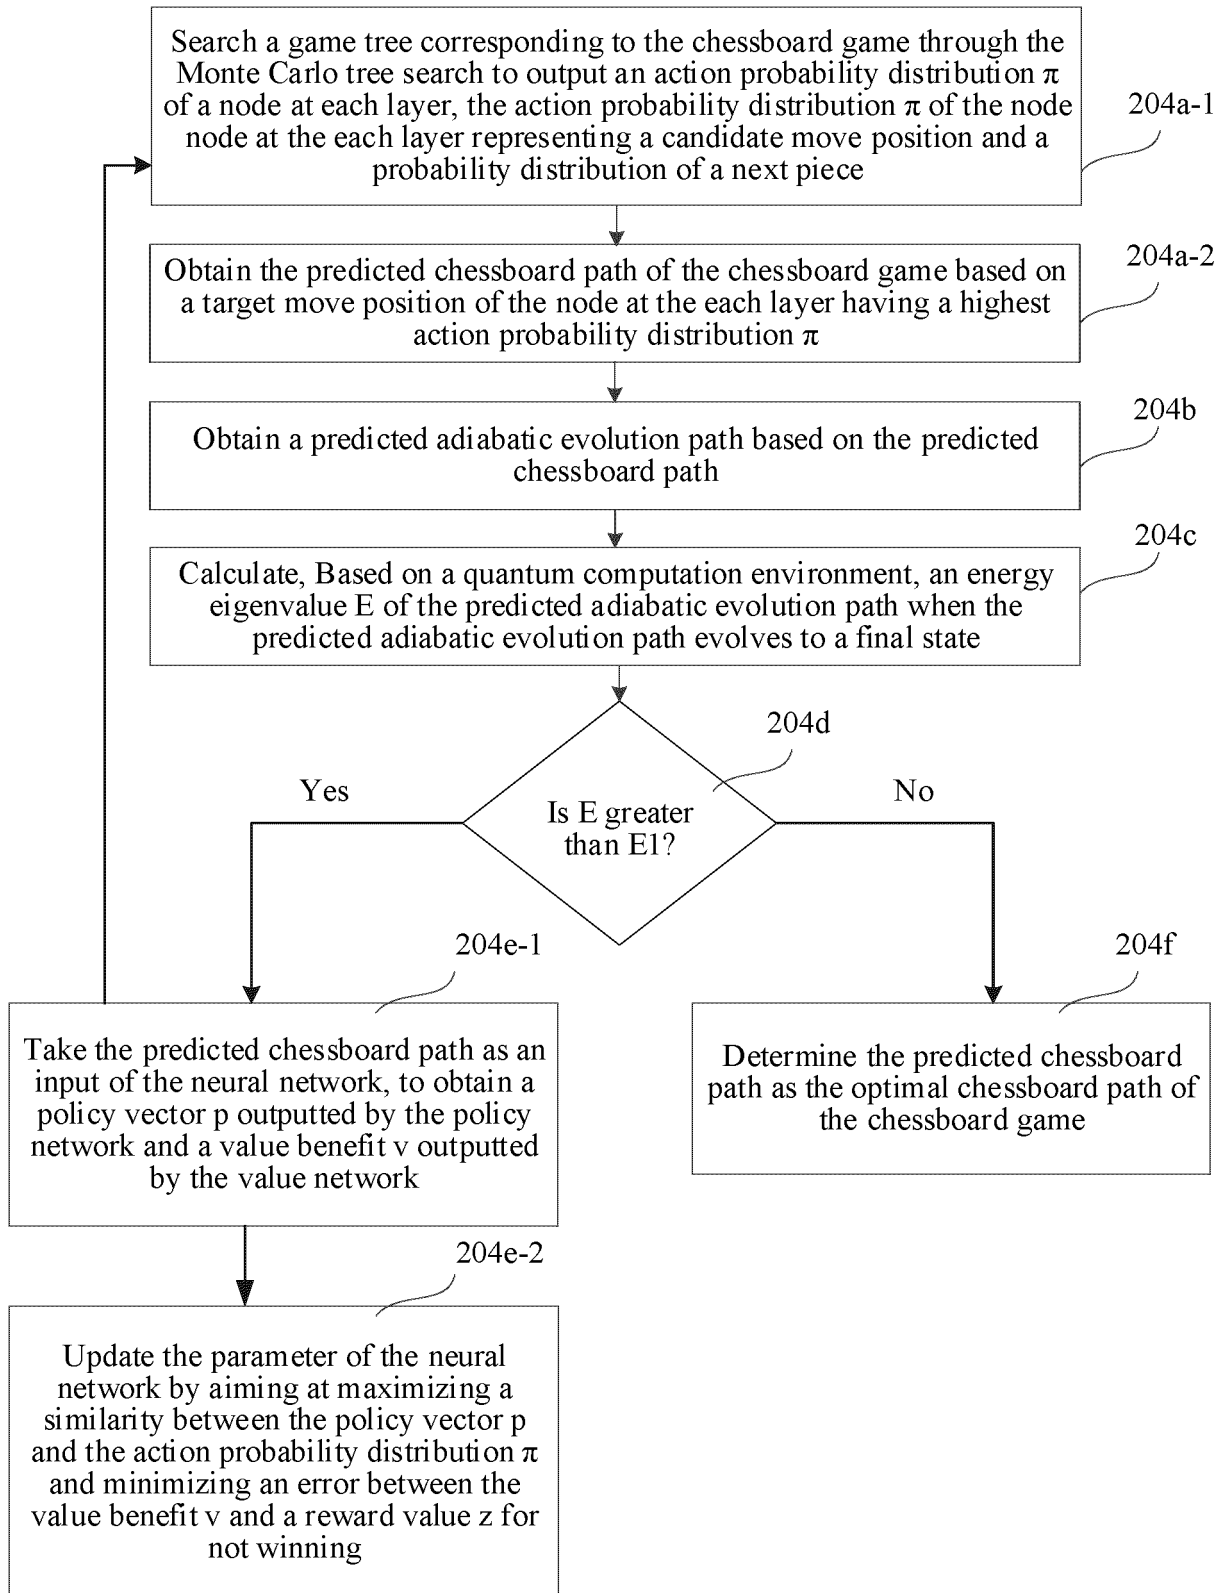 Search a game tree corresponding to the chessboard game through the
Monte Carlo tree search to output an action probability distribution π
of a node at each layer, the action probability distribution π of the node
node at the each layer representing a candidate move position and a
probability distribution of a next piece
204a-1
Obtain the predicted chessboard path of the chessboard game based on
a target move position of the node at the each layer having a highest
action probability distribution π
204a-2
Obtain a predicted adiabatic evolution path based on the predicted
chessboard path
204b
Calculate, Based on a quantum computation environment, an energy
eigenvalue E of the predicted adiabatic evolution path when the
predicted adiabatic evolution path evolves to a final state
204c
204d
Is E greater
than E1?
Yes
No
204e-1
Take the predicted chessboard path as an
input of the neural network, to obtain a
policy vector p outputted by the policy
network and a value benefit v outputted
by the value network
204f
Determine the predicted chessboard
path as the optimal chessboard path of
the chessboard game
204e-2
Update the parameter of the neural
network by aiming at maximizing a
similarity between the policy vector p
and the action probability distribution π
and minimizing an error between the
value benefit v and a reward value z for
not winning